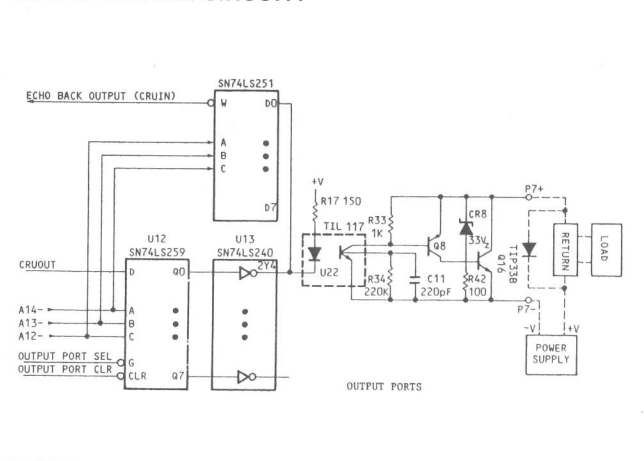 SN74LS251
ECHO BACK OUTPUT (CRUIN)
W D0
A
B
C
D7
+V
R17 150
TIL 117
U22
R33
1K
R34
220K
C11
220pF
Q8
CR8
33V
Z
R42
100
Q16
TIP33B
P7+
P7-
RETURN
LOAD
-V +V
POWER
SUPPLY
U12
SN74LS259
U13
SN74LS240
2Y4
CRUOUT
D Q0
A14-
A
A13-
B
A12-
C
OUTPUT PORT SEL
G
OUTPUT PORT CLR
CLR Q7
OUTPUT PORTS